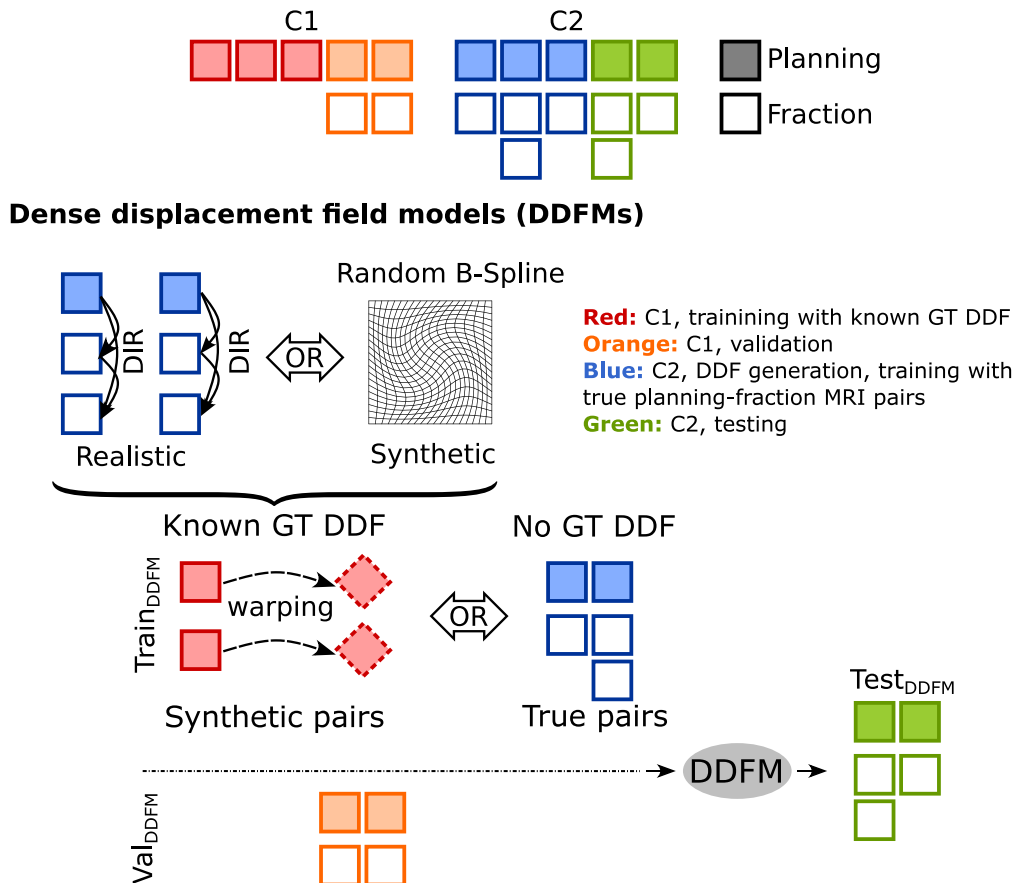 C1
C2
Planning
Fraction
Dense displacement field models (DDFMs)
Random B-Spline
DIR
DIR
OR
Realistic
Synthetic
Red: C1, trainining with known GT DDF
Orange: C1, validation
Blue: C2, DDF generation, training with
true planning-fraction MRI pairs
Green: C2, testing
Known GT DDF
No GT DDF
TrainDDFM
warping
OR
Synthetic pairs
True pairs
TestDDFM
DDFM
ValDDFM